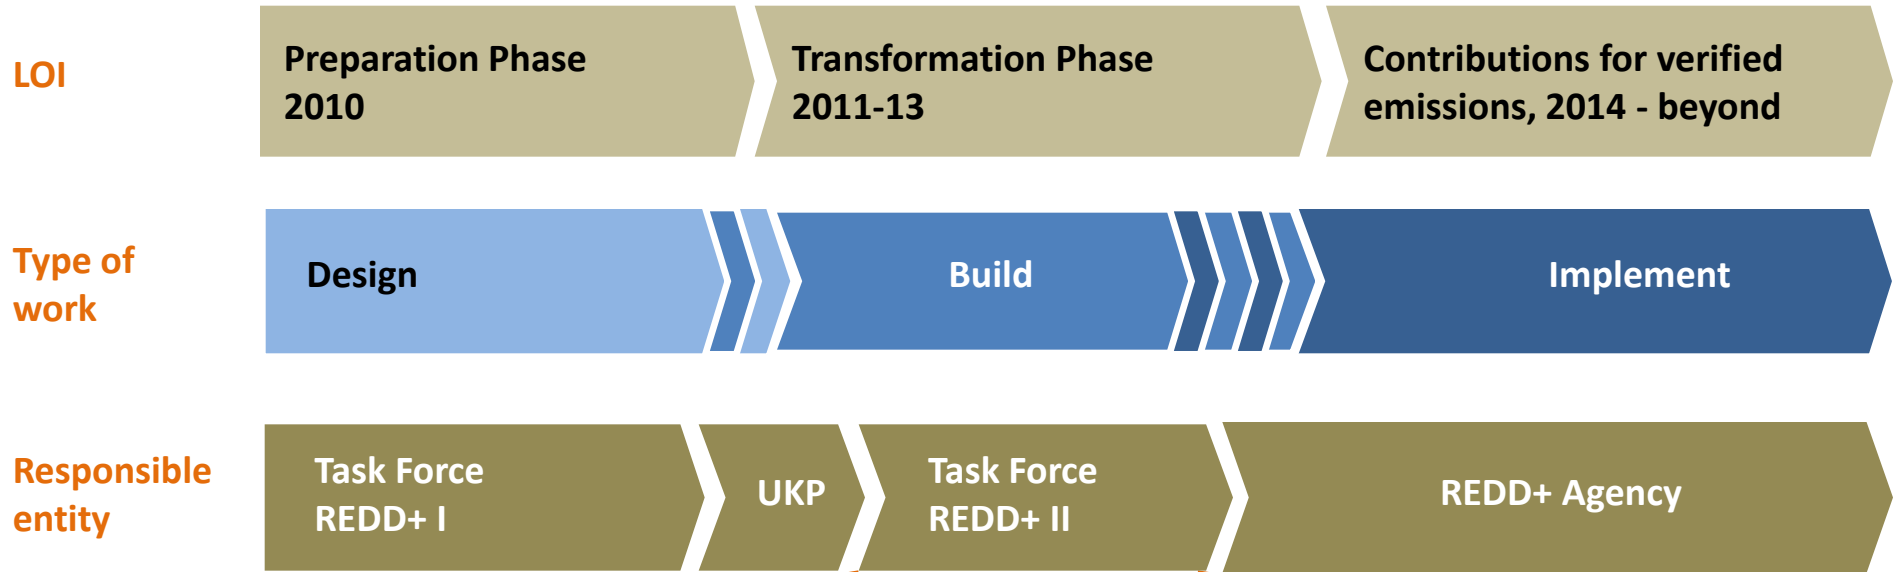 LOI
Preparation Phase
2010
Transformation Phase
2011-13
Contributions for verified
emissions, 2014 - beyond
Type of
work
Design
Build
Implement
Responsible
entity
Task Force
REDD+ I
UKP
Task Force
REDD+ II
REDD+ Agency